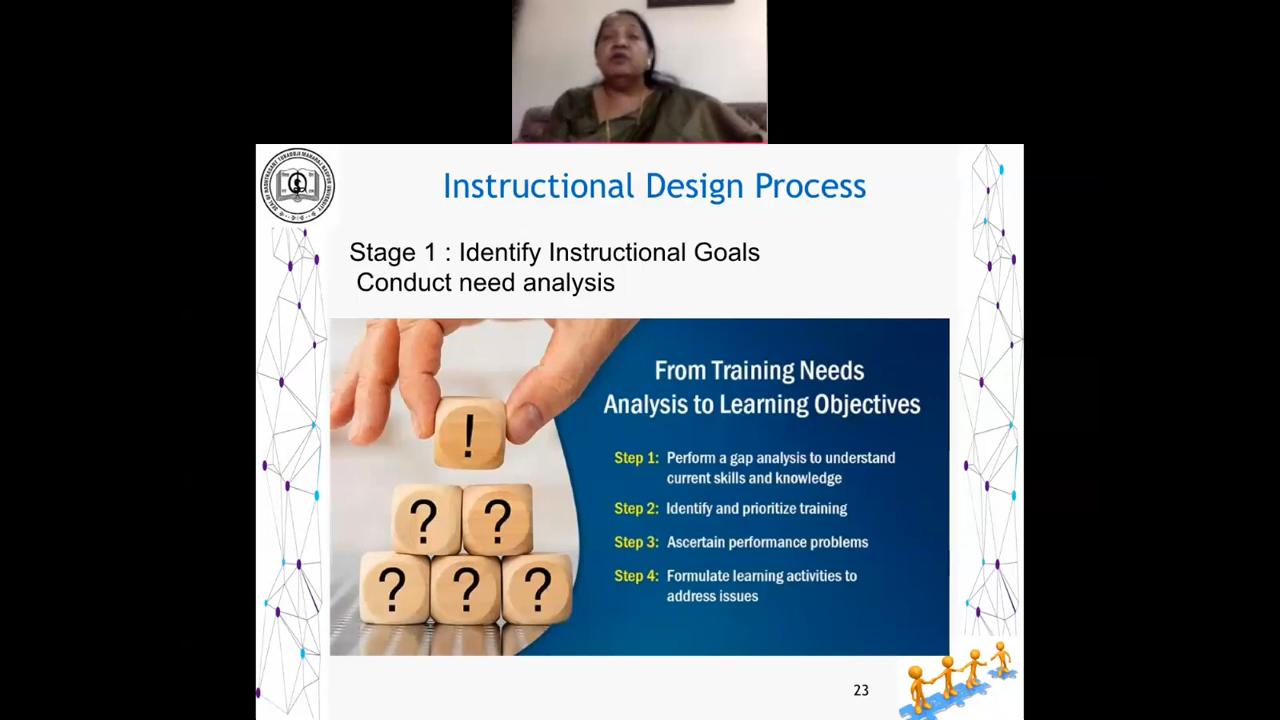 Instructional Design Process
Stage 1 : Identify Instructional Goals
Conduct need analysis
From Training Needs
Analysis to Learning Objectives
Step 1: Perform a gap analysis to understand
current skills and knowledge
Step 2: Identify and prioritize training
Step 3: Ascertain performance problems
Step 4: Formulate learning activities to
address issues
!
? ?
? ? ?
23